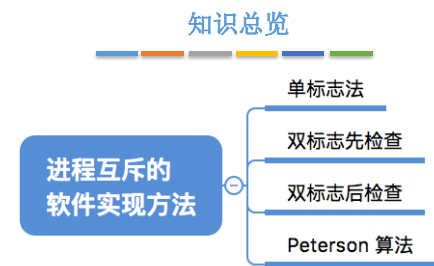 知识总览
单标志法
双标志先检查
进程互斥的
软件实现方法
双标志后检查
Peterson 算法